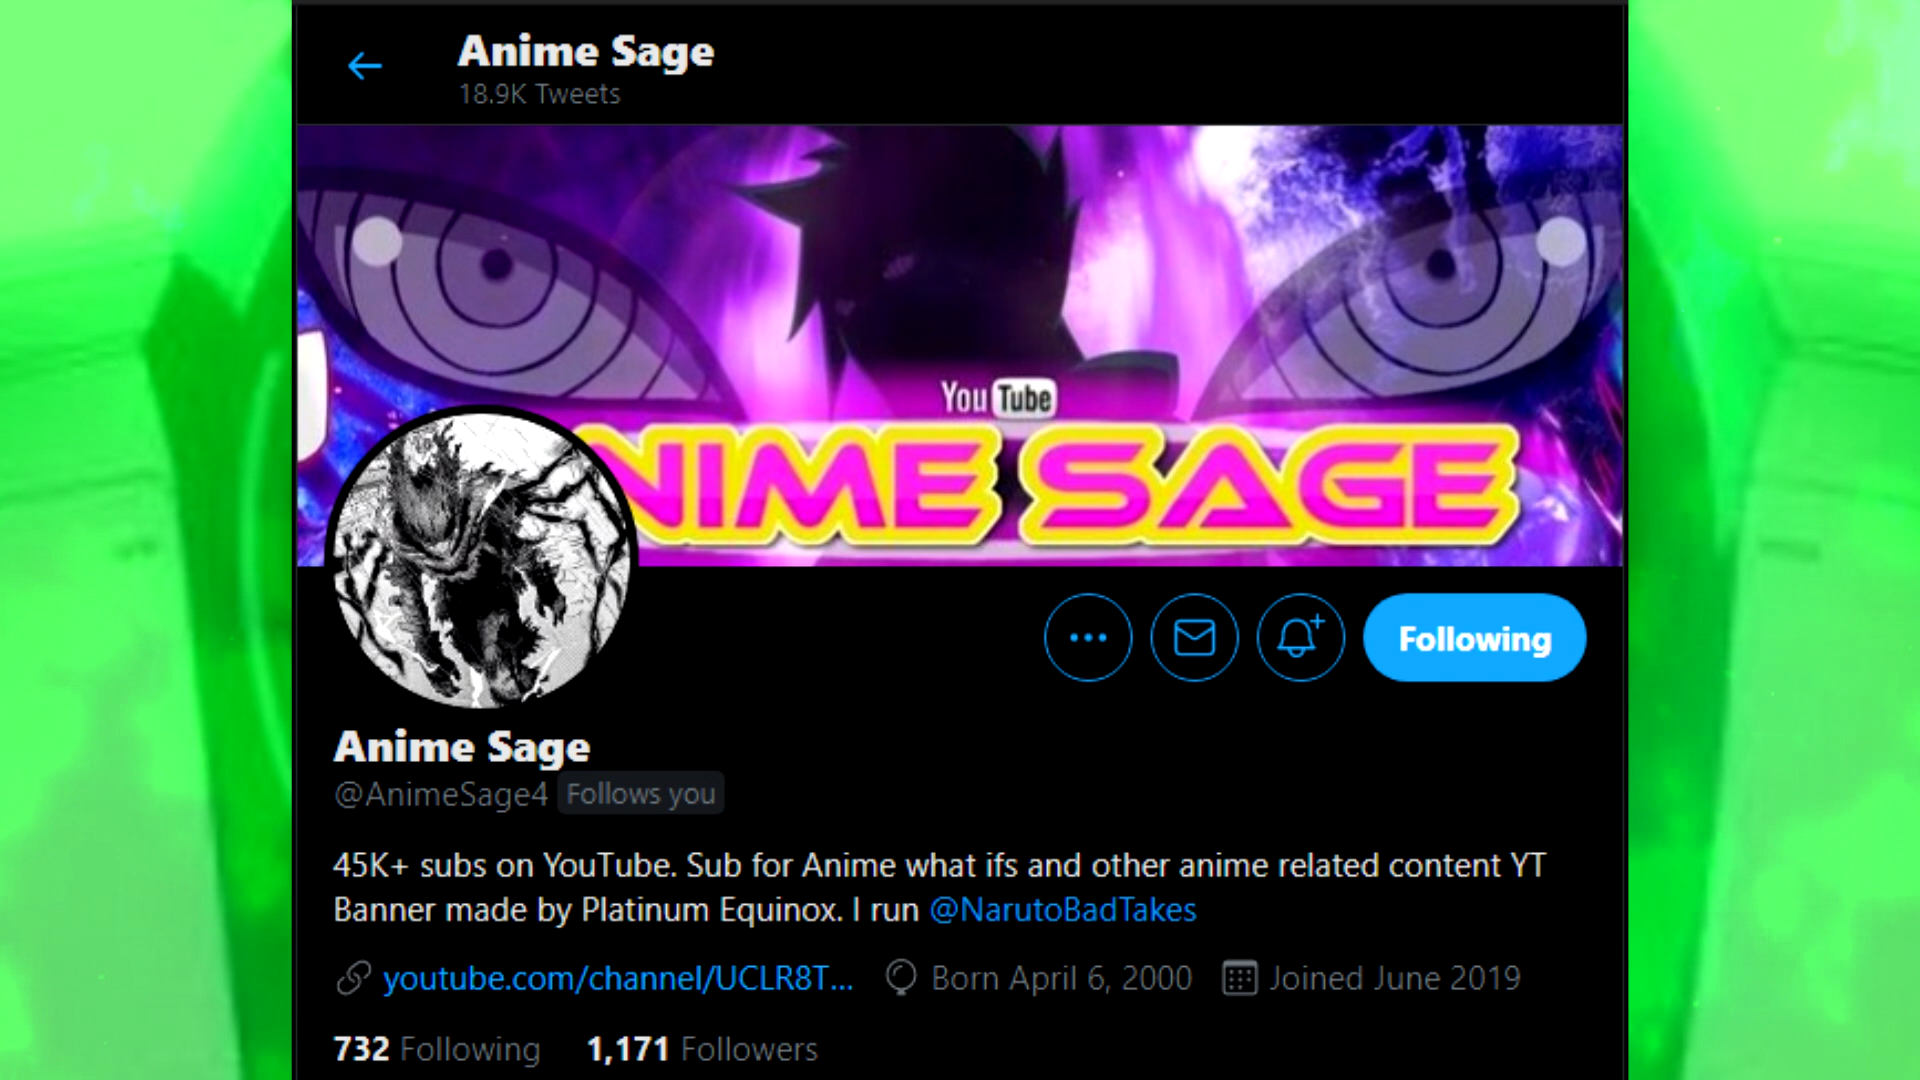 Anime Sage
18.9K Tweets
You Tube
NIME SAGE
Following
Anime Sage
@AnimeSage4 Follows you
45K+ subs on YouTube. Sub for Anime what ifs and other anime related content YT
Banner made by Platinum Equinox. I run @NarutoBadTakes
youtube.com/channel/UCLR8T... Born April 6, 2000 Joined June 2019
732 Following 1,171 Followers